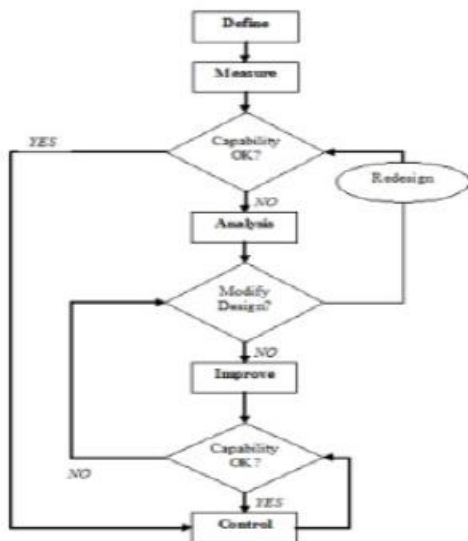 Define
Measure
YES
Capability
OK?
Redesign
NO
Analysis
Modify
Design?
NO
Improve
Capability
OK?
NO
YES
Control